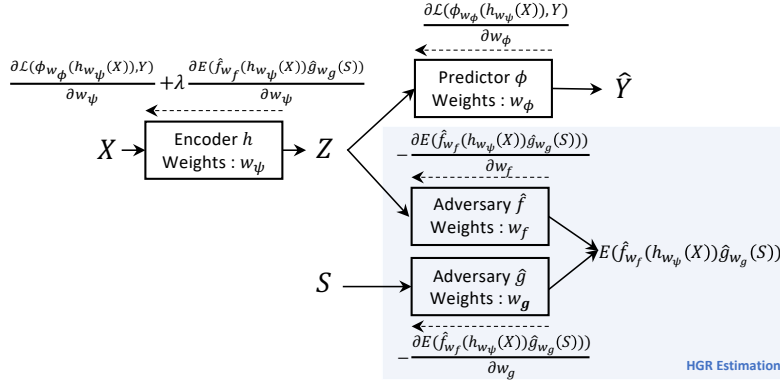 ∂ℒ(ϕ_{w_ϕ}(h_{w_ψ}(X)),Y)
∂w_ϕ
∂ℒ(ϕ_{w_ϕ}(h_{w_ψ}(X)),Y) + λ ∂E(f̂_{w_f}(h_{w_ψ}(X))ĝ_{w_g}(S))
∂w_ψ ∂w_ψ
Predictor ϕ
Weights : w_ϕ
Ŷ
X
Encoder h
Weights : w_ψ
Z
− ∂E(f̂_{w_f}(h_{w_ψ}(X))ĝ_{w_g}(S)))
∂w_f
Adversary f̂
Weights : w_f
E(f̂_{w_f}(h_{w_ψ}(X))ĝ_{w_g}(S))
S
Adversary ĝ
Weights : w_g
− ∂E(f̂_{w_f}(h_{w_ψ}(X))ĝ_{w_g}(S)))
∂w_g
HGR Estimation